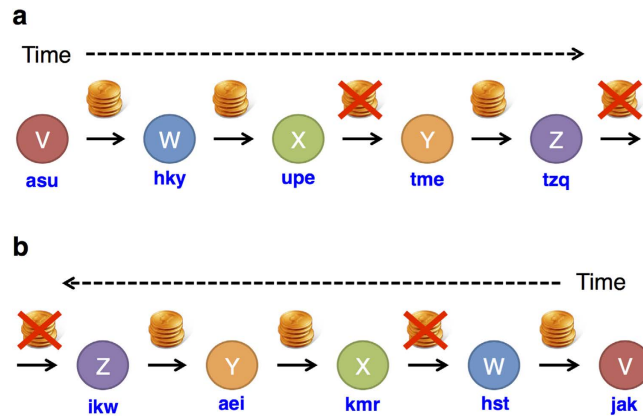 a
Time
V W X Y Z
asu hky upe tme tzq
b
Time
Z Y X W V
ikw aei kmr hst jak